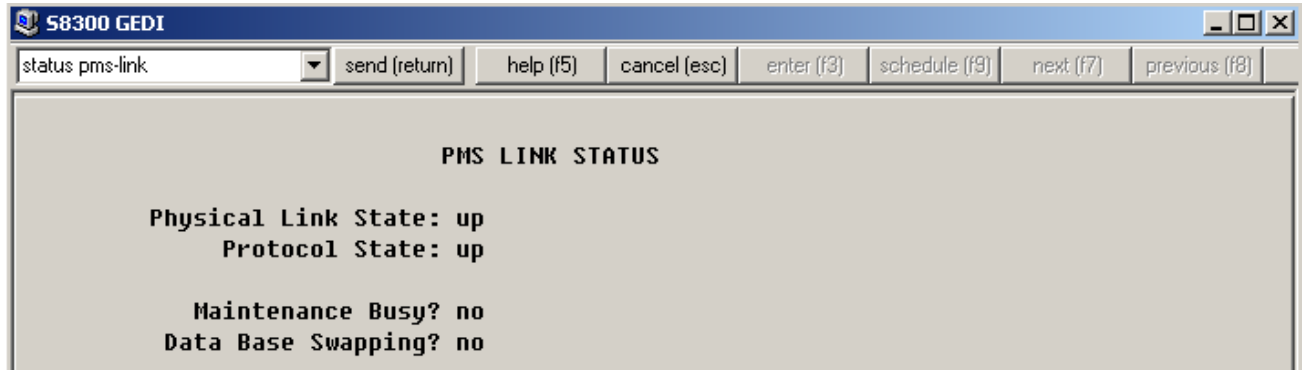 S8300 GEDI
status pms-link send (return) help (f5) cancel (esc) enter (f3) schedule (f9) next (f7) previous (f8)
PMS LINK STATUS
Physical Link State: up
Protocol State: up
Maintenance Busy? no
Data Base Swapping? no